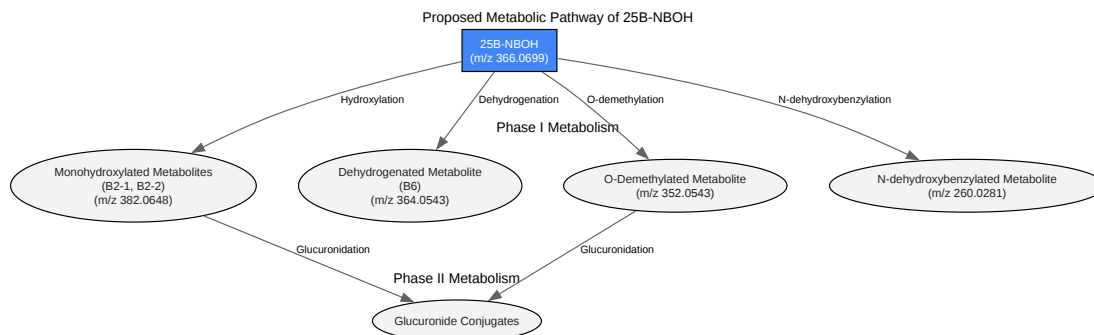 Proposed Metabolic Pathway of 25B-NBOH
25B-NBOH
(m/z 366.0699)
Hydroxylation
Dehydrogenation
O-demethylation
N-dehydroxybenzylation
Phase I Metabolism
Monohydroxylated Metabolites
(B2-1, B2-2)
(m/z 382.0648)
Dehydrogenated Metabolite
(B6)
(m/z 364.0543)
O-Demethylated Metabolite
(m/z 352.0543)
N-dehydroxybenzylated Metabolite
(m/z 260.0281)
Glucuronidation
Glucuronidation
Phase II Metabolism
Glucuronide Conjugates